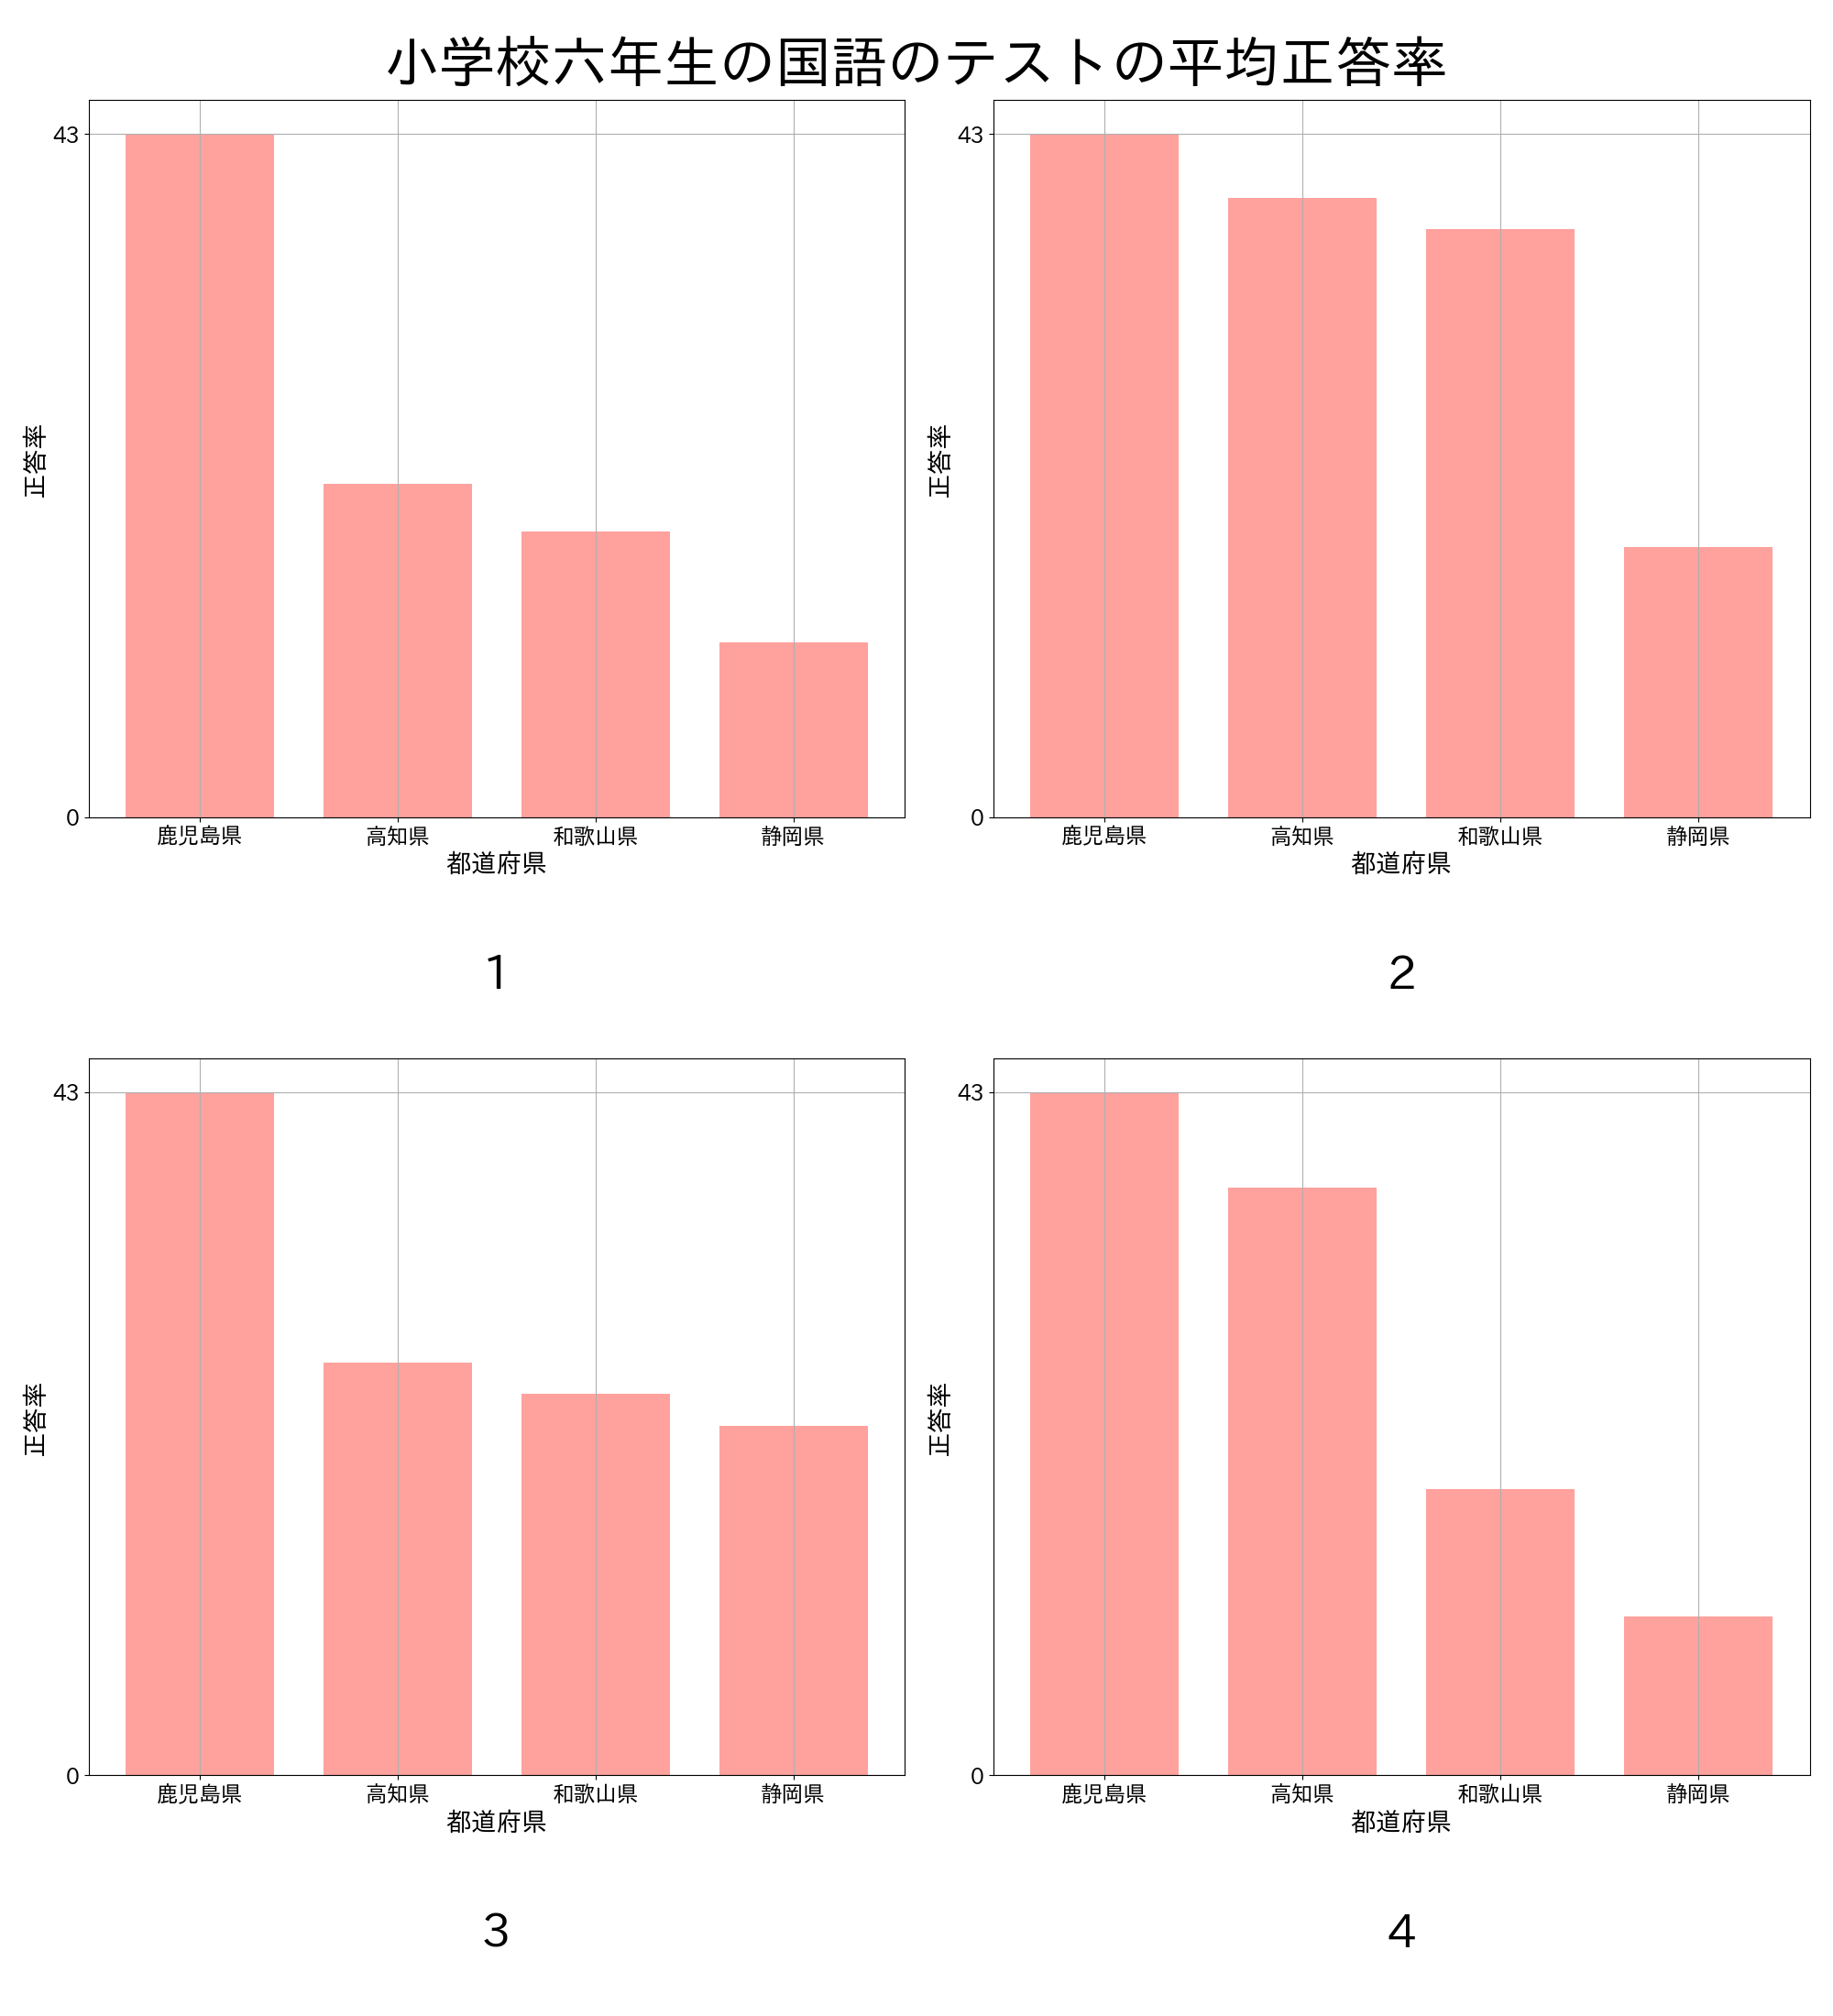 小学校六年生の国語のテストの平均正答率
43
0
正答率
鹿児島県 高知県 和歌山県 静岡県
都道府県
1
43
0
正答率
鹿児島県 高知県 和歌山県 静岡県
都道府県
2
43
0
正答率
鹿児島県 高知県 和歌山県 静岡県
都道府県
3
43
0
正答率
鹿児島県 高知県 和歌山県 静岡県
都道府県
4